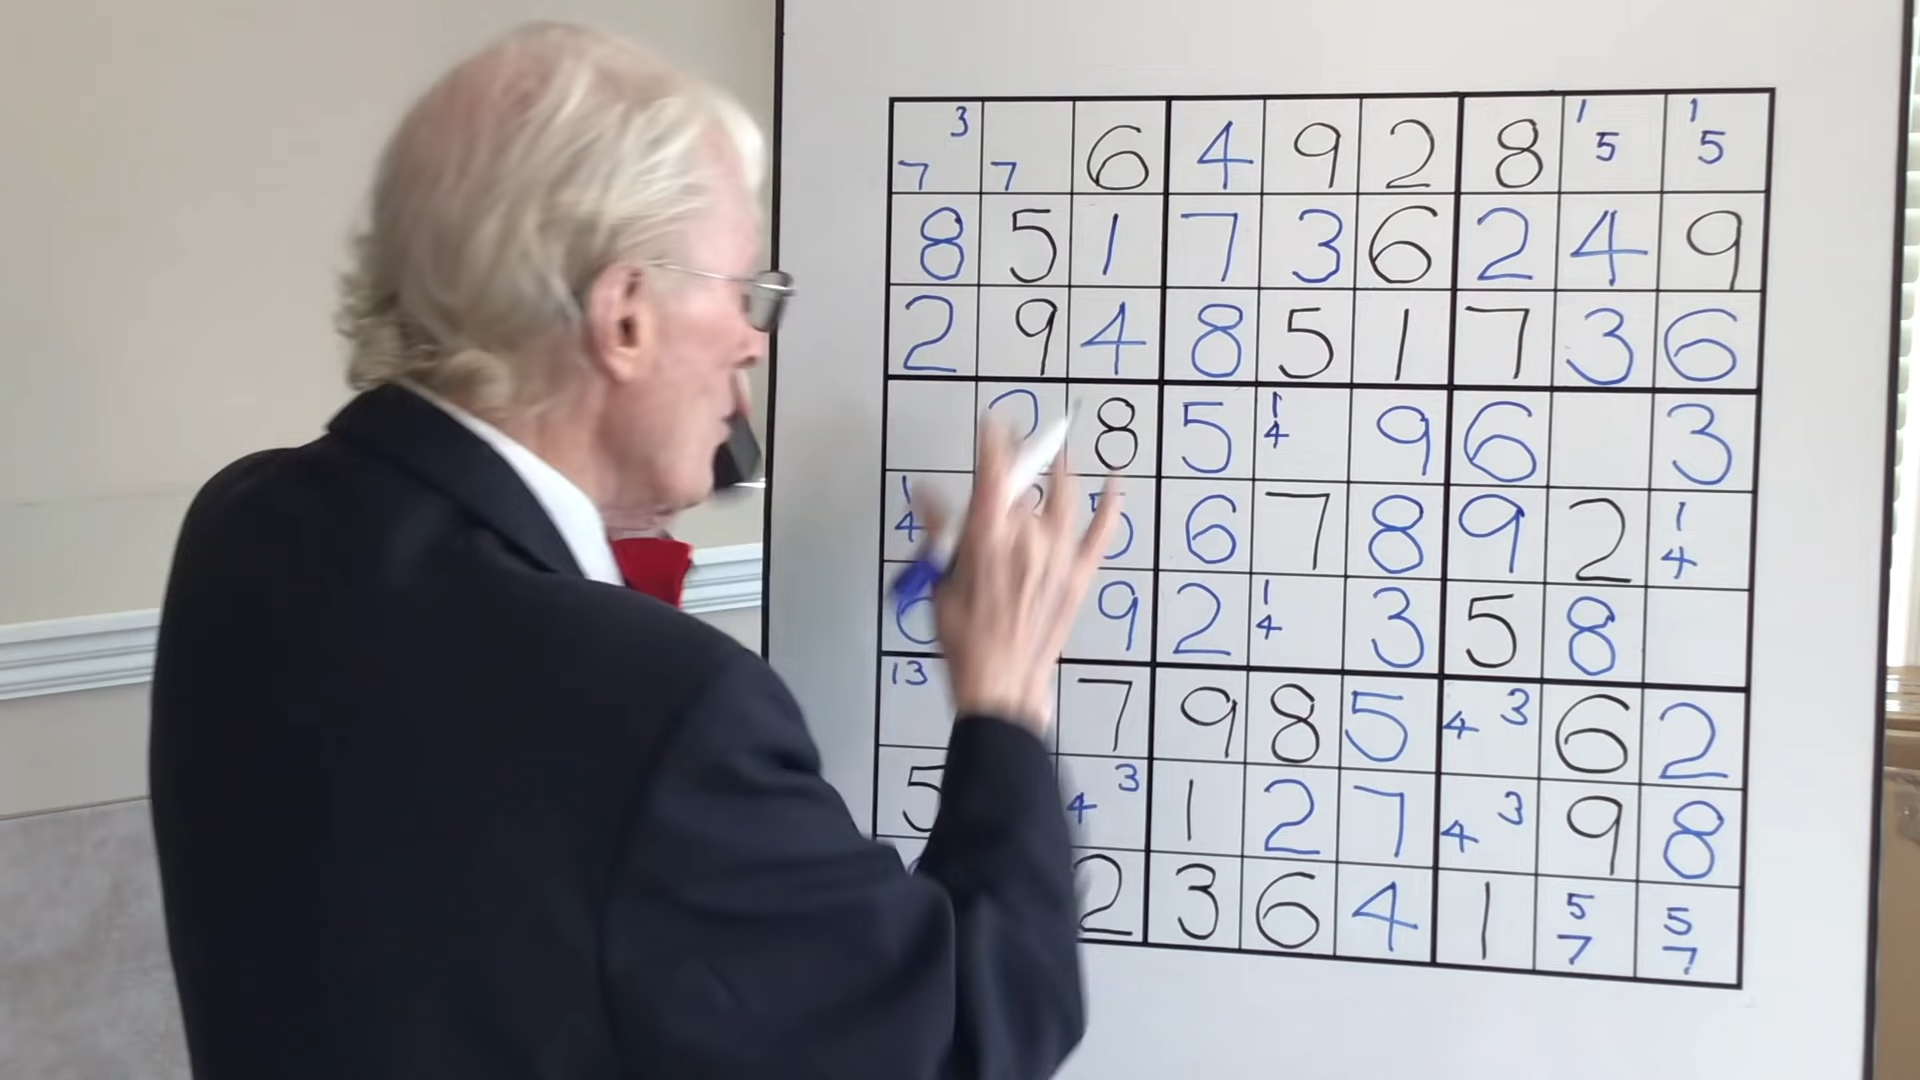 3 7 7 6 4 9 2 8 1 5 1 5
8 5 1 7 3 6 2 4 9
2 9 4 8 5 1 7 3 6
2 8 5 1 4 9 6 3
1 4 5 6 7 8 9 2 1 4
9 2 1 4 3 5 8
13 7 9 8 5 4 3 6 2
5 4 3 1 2 7 4 3 9 8
2 3 6 4 1 5 7 5 7